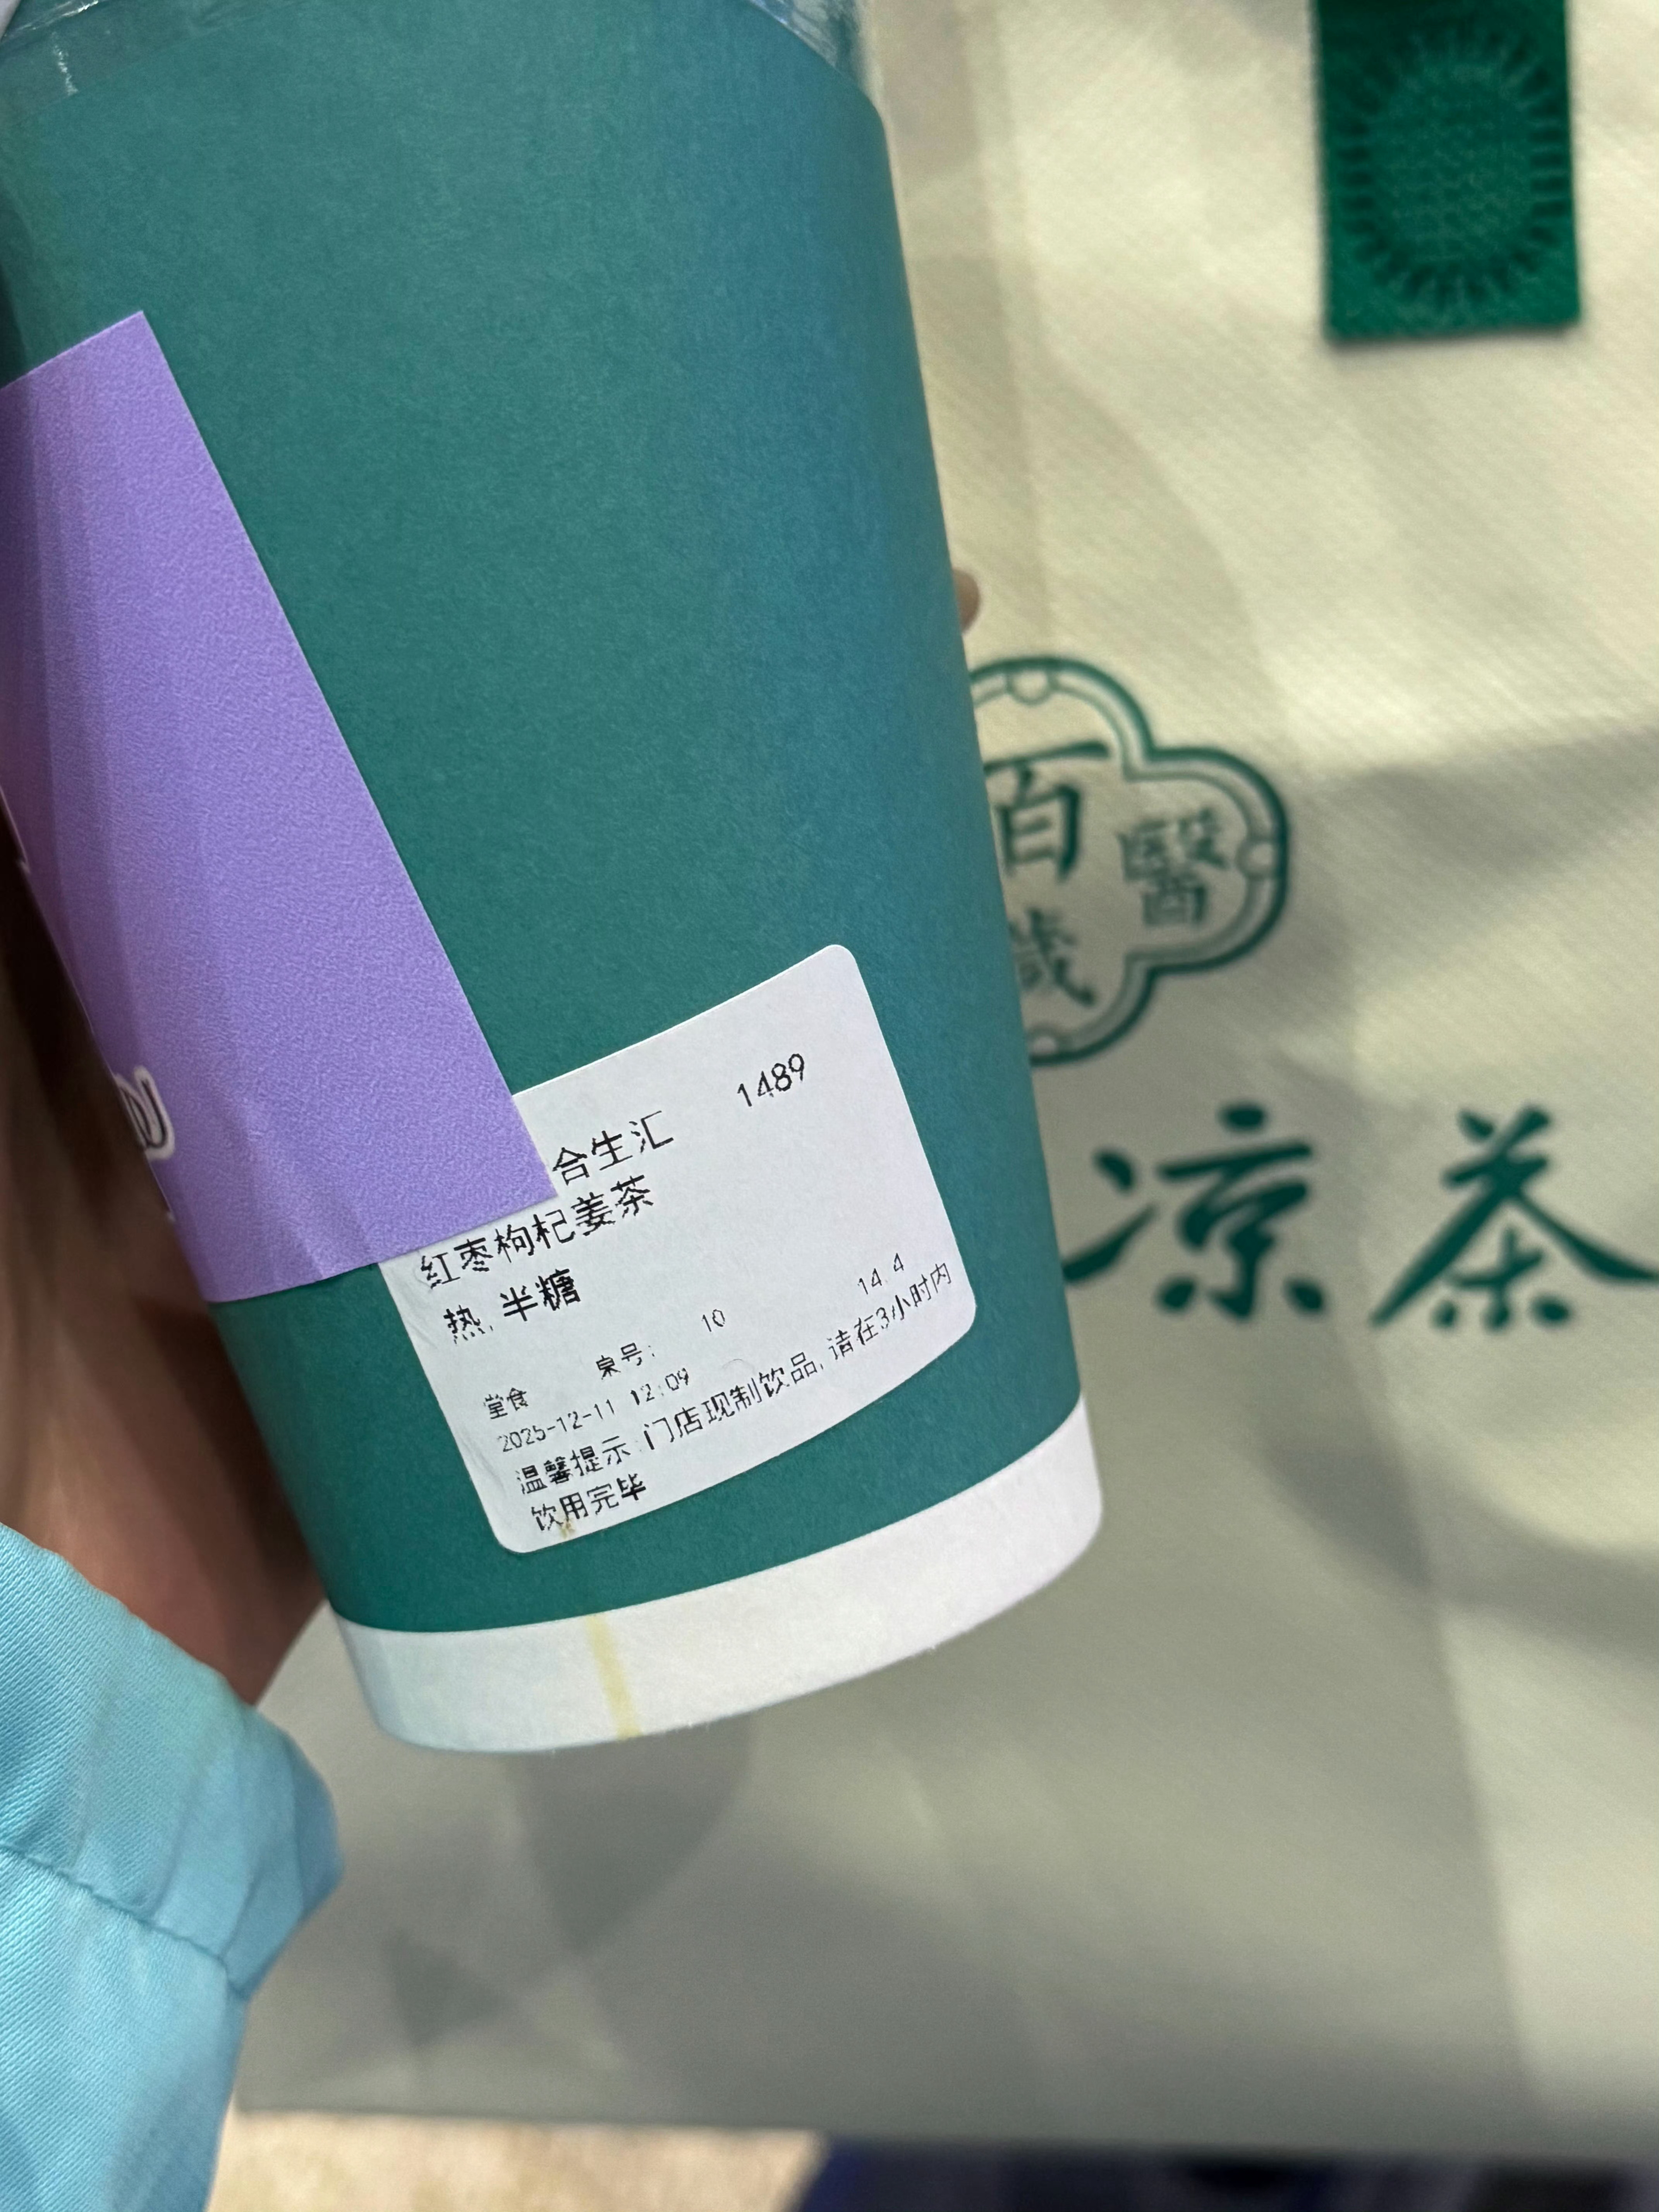 1489
合生汇
红枣枸杞姜茶
热, 半糖
14.4
堂食 桌号: 10
2025-12-11 12:09
温馨提示:门店现制饮品, 请在3小时内
饮用完毕
百
醫
歲
凉茶